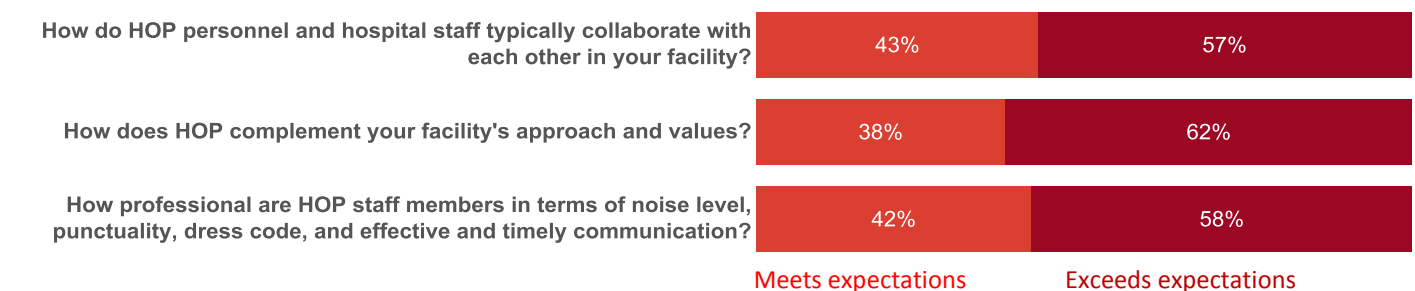 How do HOP personnel and hospital staff typically collaborate with
each other in your facility?
43%
57%
How does HOP complement your facility's approach and values?
38%
62%
How professional are HOP staff members in terms of noise level,
punctuality, dress code, and effective and timely communication?
42%
58%
Meets expectations
Exceeds expectations